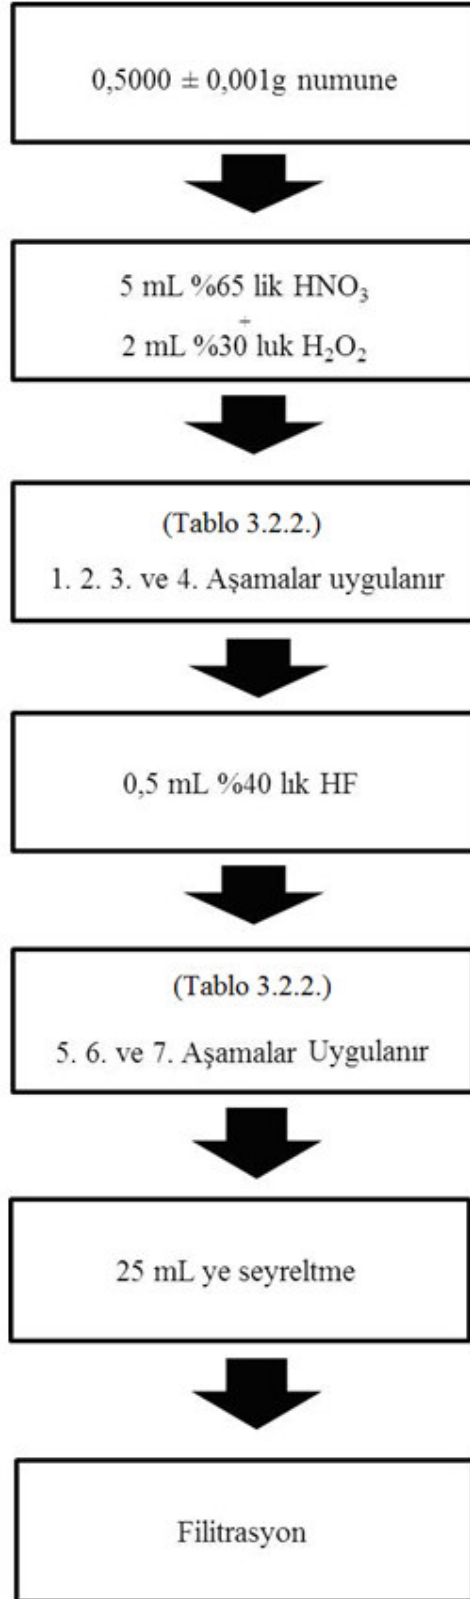 0,5000 ± 0,001g numune
5 mL %65 lik HNO₃
+
2 mL %30 luk H₂O₂
(Tablo 3.2.2.)
1. 2. 3. ve 4. Aşamalar uygulanır
0,5 mL %40 lık HF
(Tablo 3.2.2.)
5. 6. ve 7. Aşamalar Uygulanır
25 mL ye seyreltme
Filitrasyon